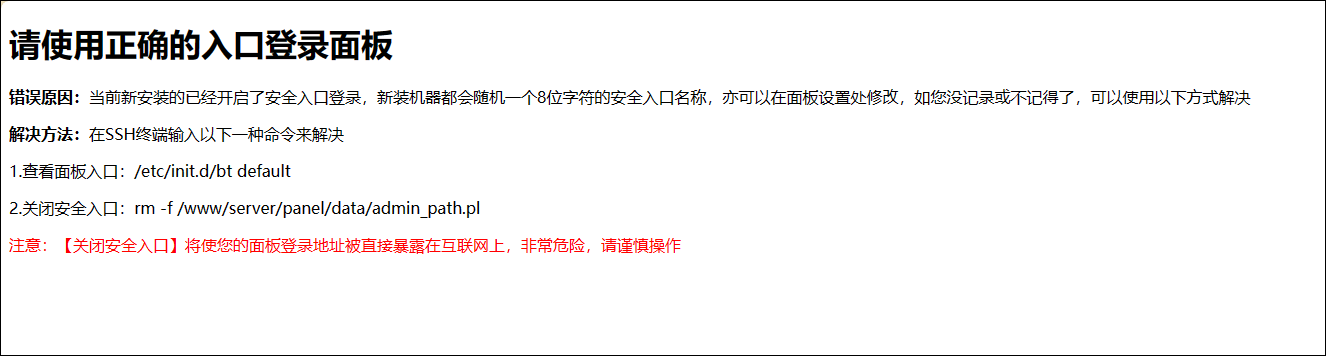 请使用正确的入口登录面板
错误原因：当前新安装的已经开启了安全入口登录，新装机器都会随机一个8位字符的安全入口名称，亦可以在面板设置处修改，如您没记录或不记得了，可以使用以下方式解决
解决方法：在SSH终端输入以下一种命令来解决
1.查看面板入口：/etc/init.d/bt default
2.关闭安全入口：rm -f /www/server/panel/data/admin_path.pl
注意：【关闭安全入口】将使您的面板登录地址被直接暴露在互联网上，非常危险，请谨慎操作